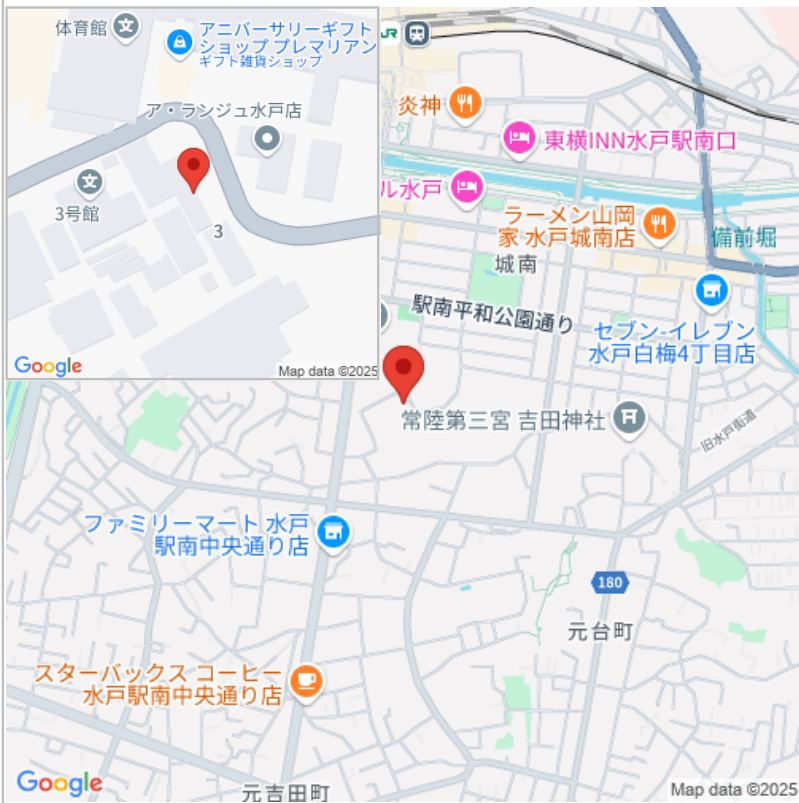 体育館
アニバーサリーギフト
ショップ プレマリアン
ギフト雑貨ショップ
ア・ランジュ水戸店
3号館
3
Google
Map data ©2025
JR
炎神
東横INN水戸駅南口
ル水戸
ラーメン山岡
家 水戸城南店
備前堀
城南
駅南平和公園通り
セブン-イレブン
水戸白梅4丁目店
常陸第三宮 吉田神社
旧水戸街道
ファミリーマート 水戸
駅南中央通り店
180
元台町
スターバックス コーヒー
水戸駅南中央通り店
元吉田町
Google
Map data ©2025